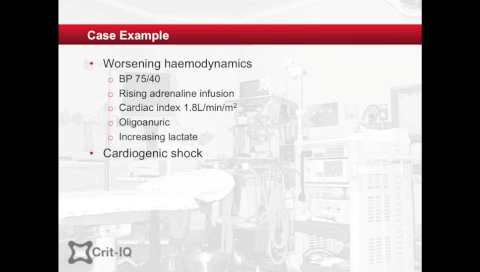 Case Example
• Worsening haemodynamics
o BP 75/40
o Rising adrenaline infusion
o Cardiac index 1.8L/min/m²
o Oligoanuric
o Increasing lactate
• Cardiogenic shock
Crit-IQ